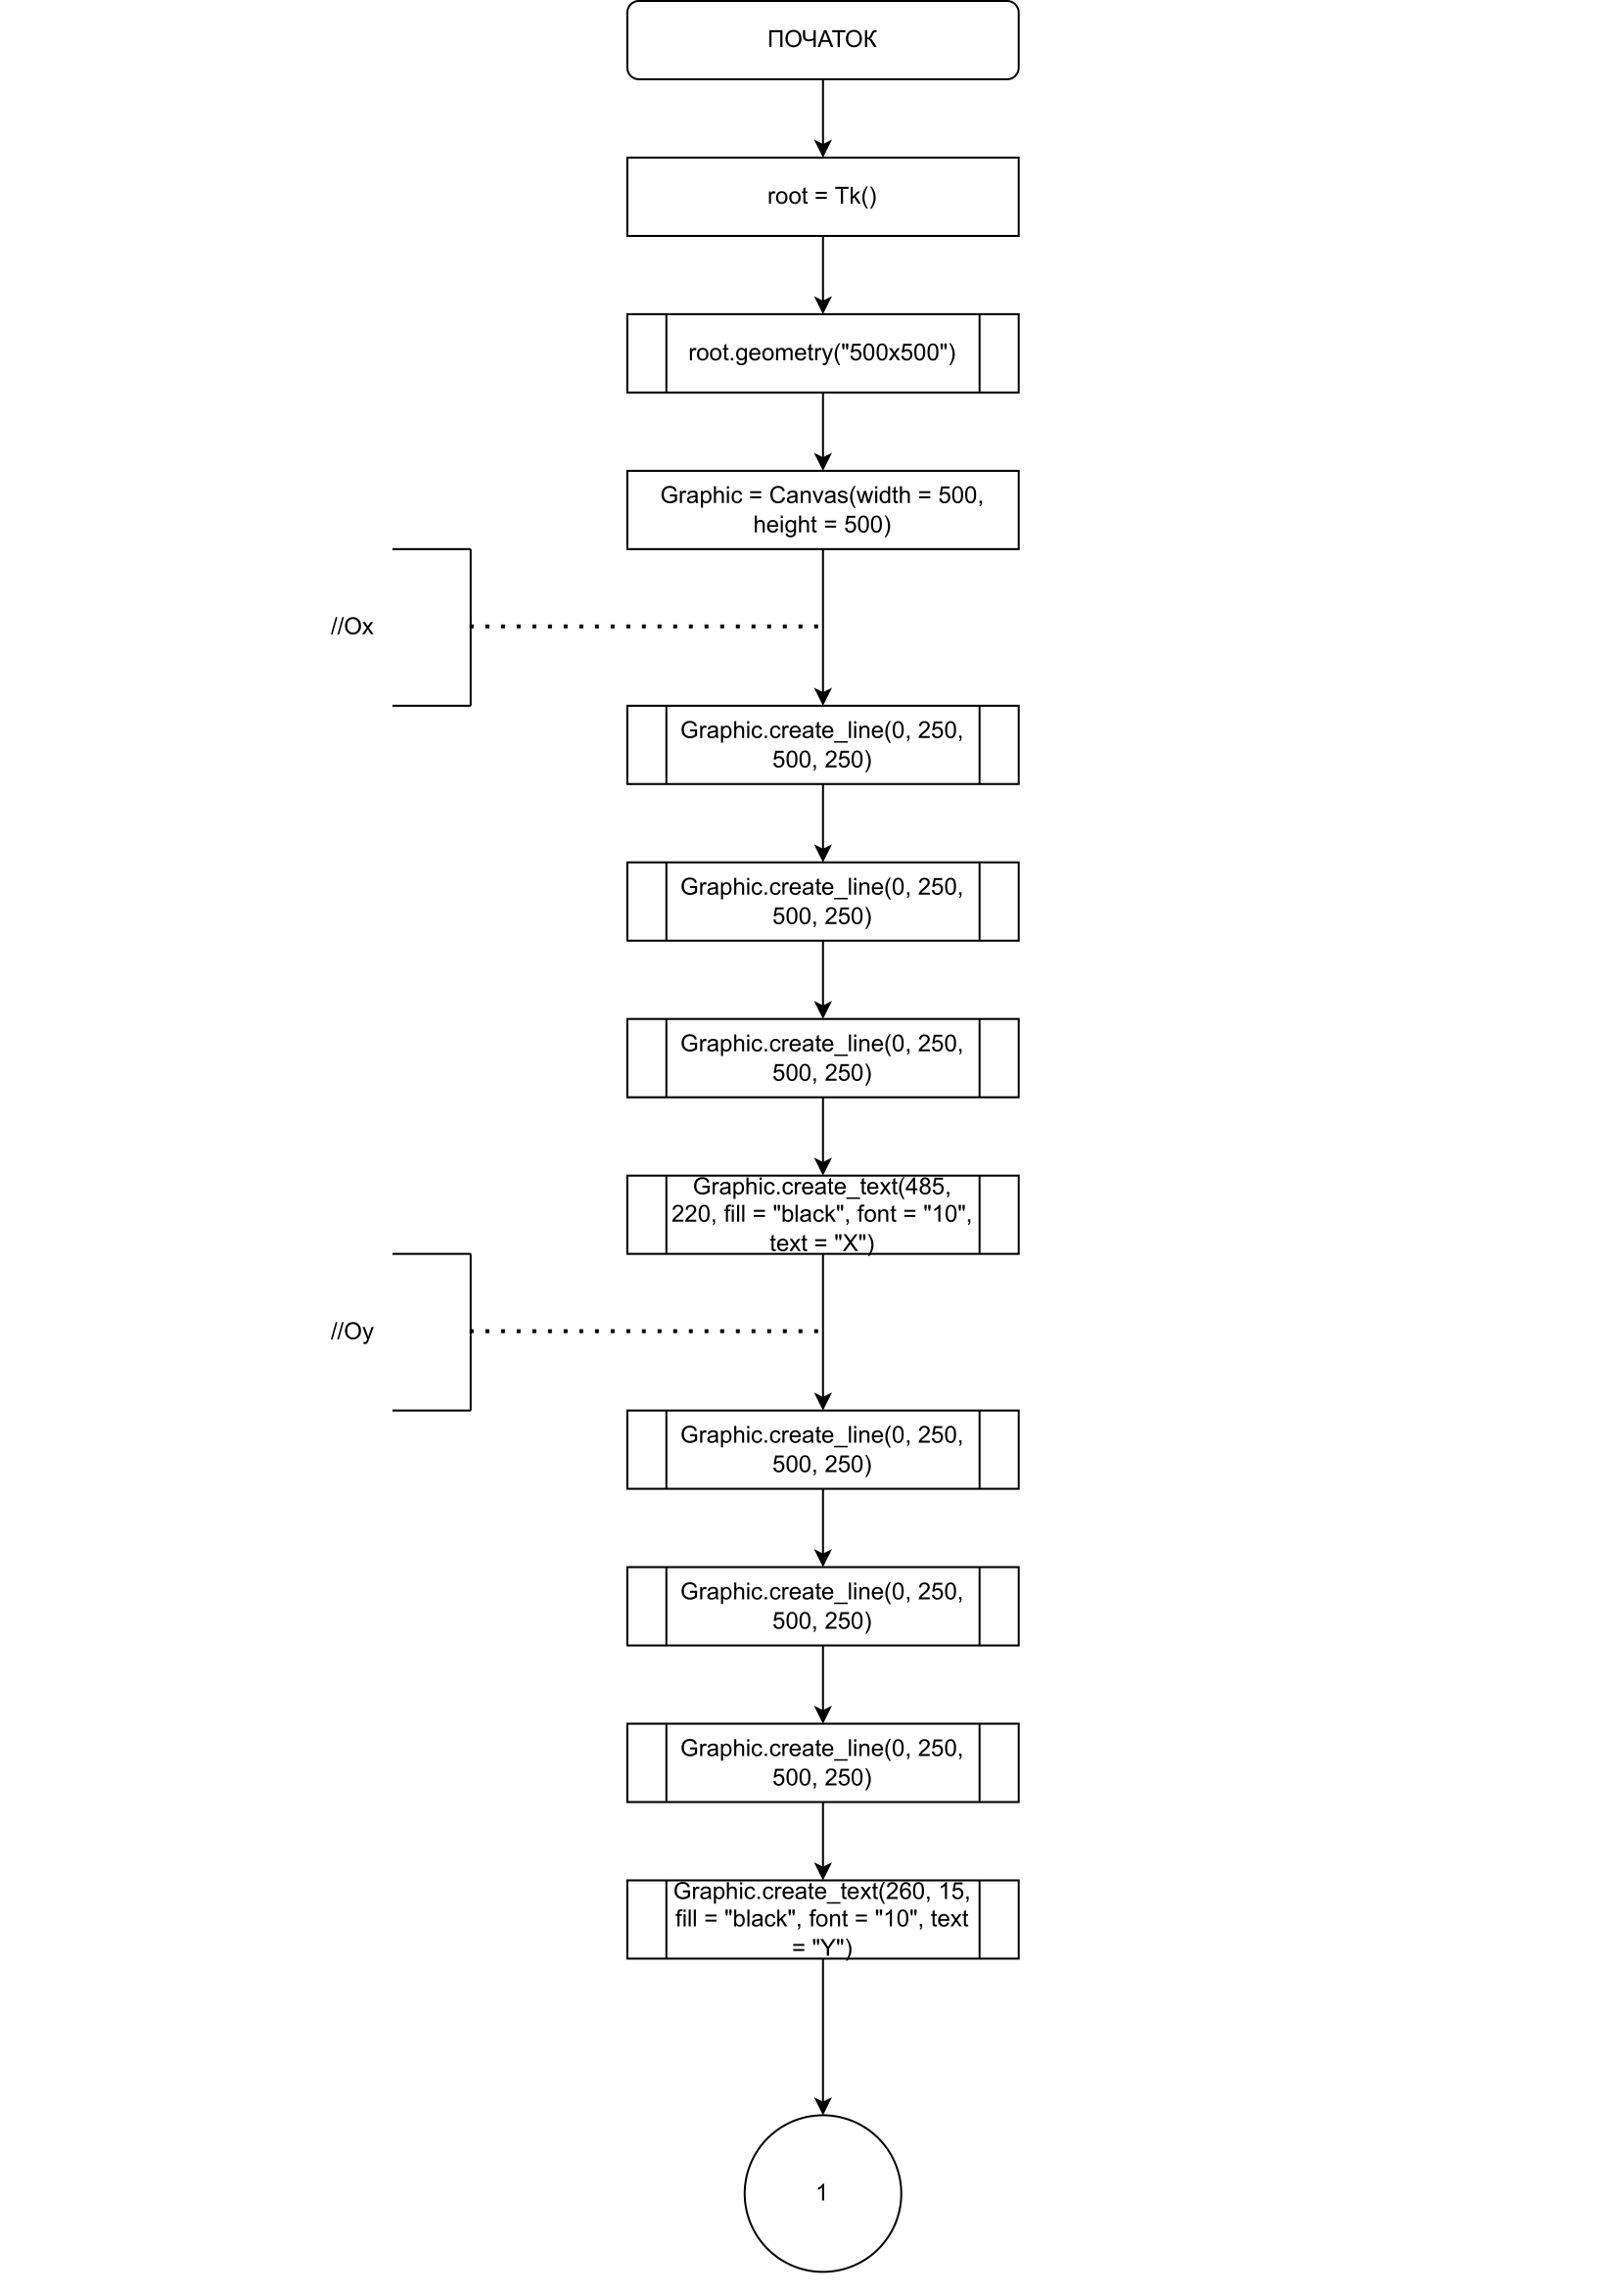 ПОЧАТОК
root = Tk()
root.geometry("500x500")
Graphic = Canvas(width = 500,
height = 500)
//Ox
Graphic.create_line(0, 250,
500, 250)
Graphic.create_line(0, 250,
500, 250)
Graphic.create_line(0, 250,
500, 250)
Graphic.create_text(485,
220, fill = "black", font = "10",
text = "X")
//Oy
Graphic.create_line(0, 250,
500, 250)
Graphic.create_line(0, 250,
500, 250)
Graphic.create_line(0, 250,
500, 250)
Graphic.create_text(260, 15,
fill = "black", font = "10", text
= "Y")
1